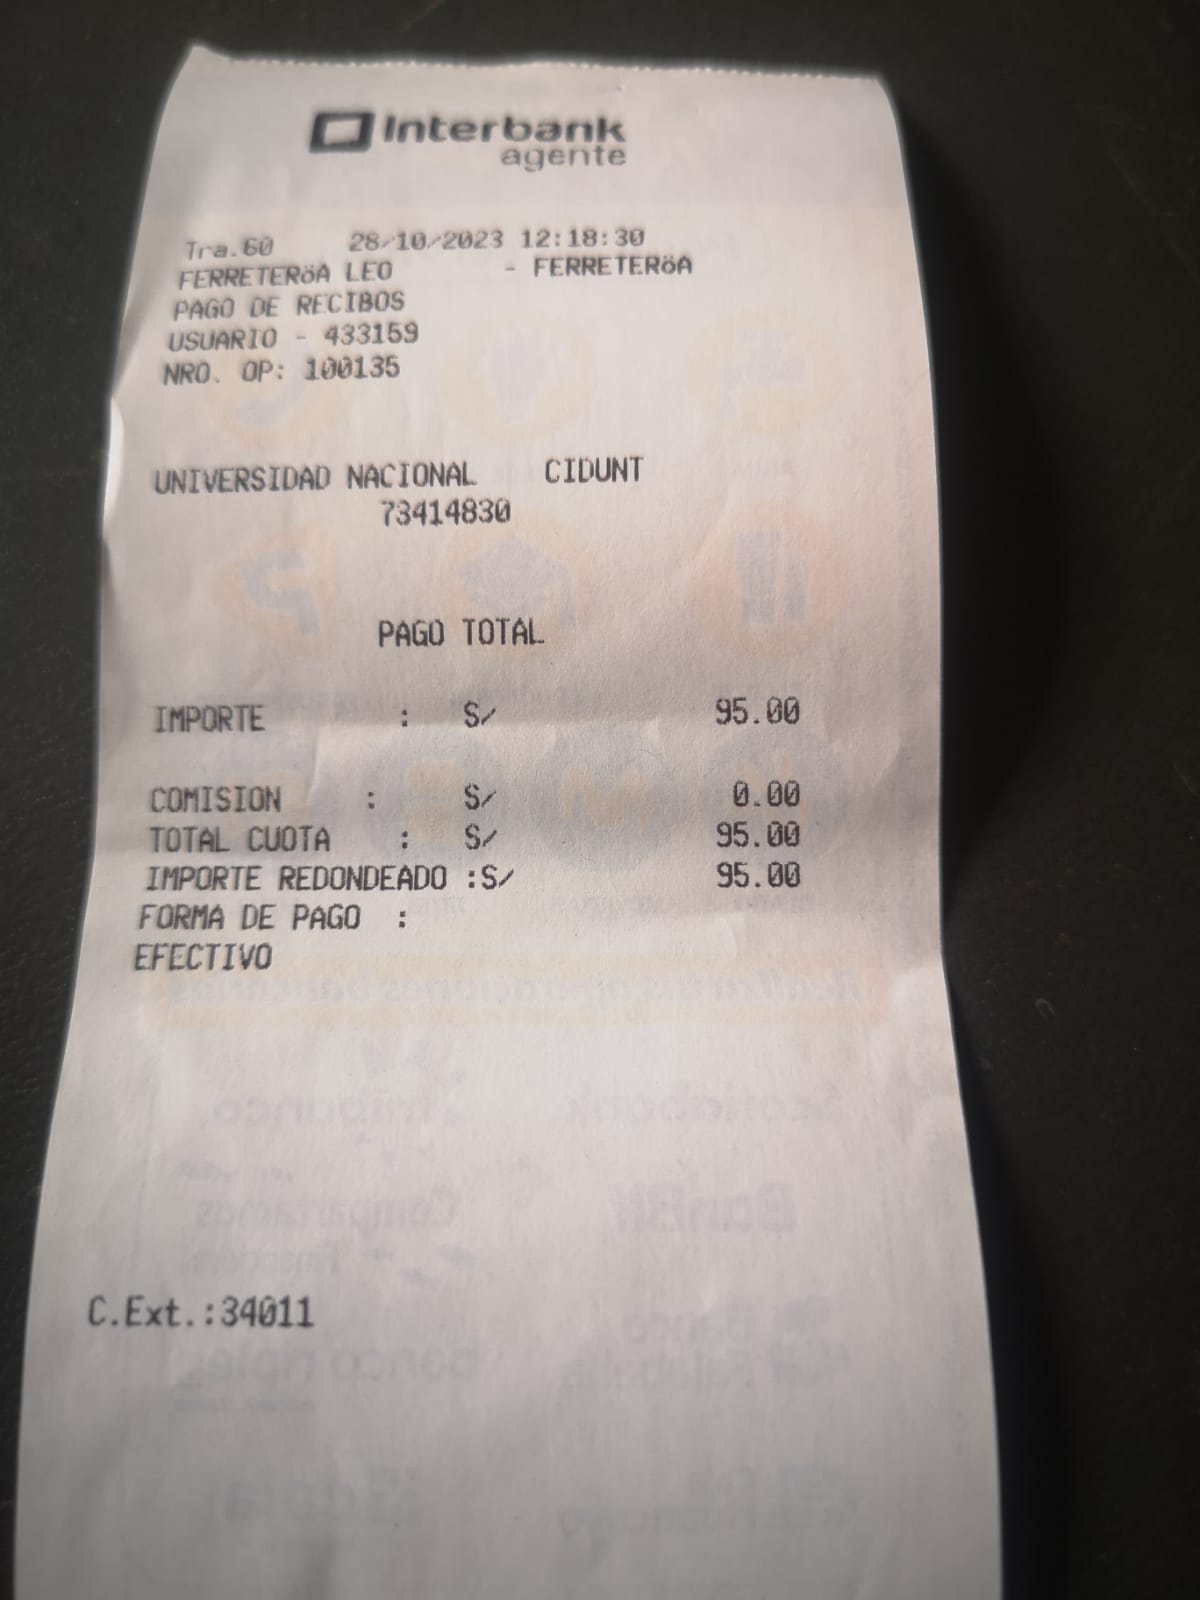 Interbank
agente
Tra.60 28/10/2023 12:18:30
FERRETERöA LEO - FERRETERöA
PAGO DE RECIBOS
USUARIO - 433159
NRO. OP: 100135
UNIVERSIDAD NACIONAL CIDUNT
73414830
PAGO TOTAL
IMPORTE : S/ 95.00
COMISION : S/ 0.00
TOTAL CUOTA : S/ 95.00
IMPORTE REDONDEADO :S/ 95.00
FORMA DE PAGO :
EFECTIVO
C.Ext.:34011